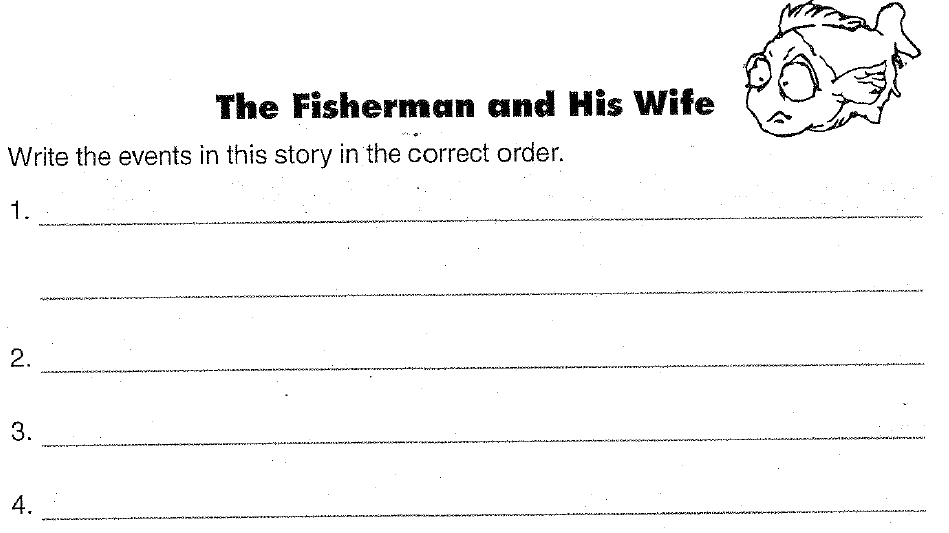 The Fisherman and His Wife
Write the events in this story in the correct order.
1.
2.
3.
4.